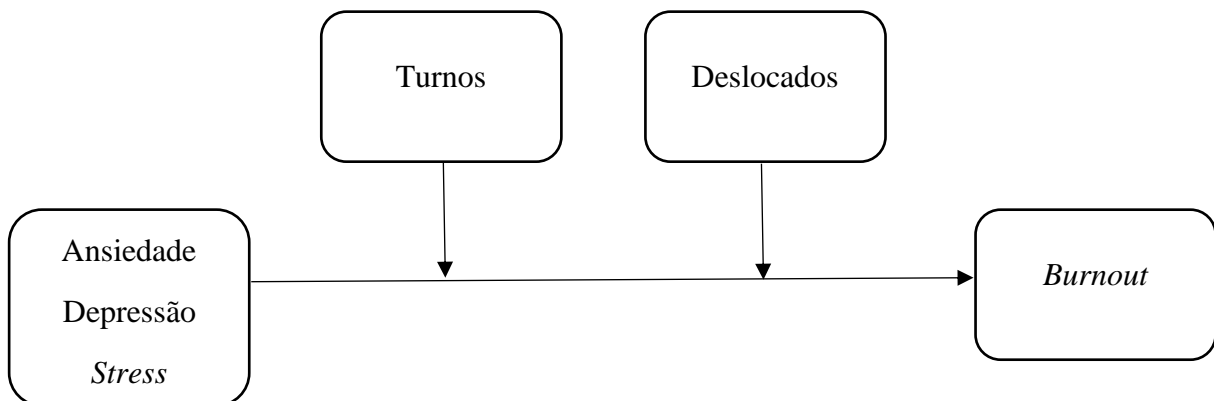 Turnos
Deslocados
Ansiedade
Depressão
Stress
Burnout